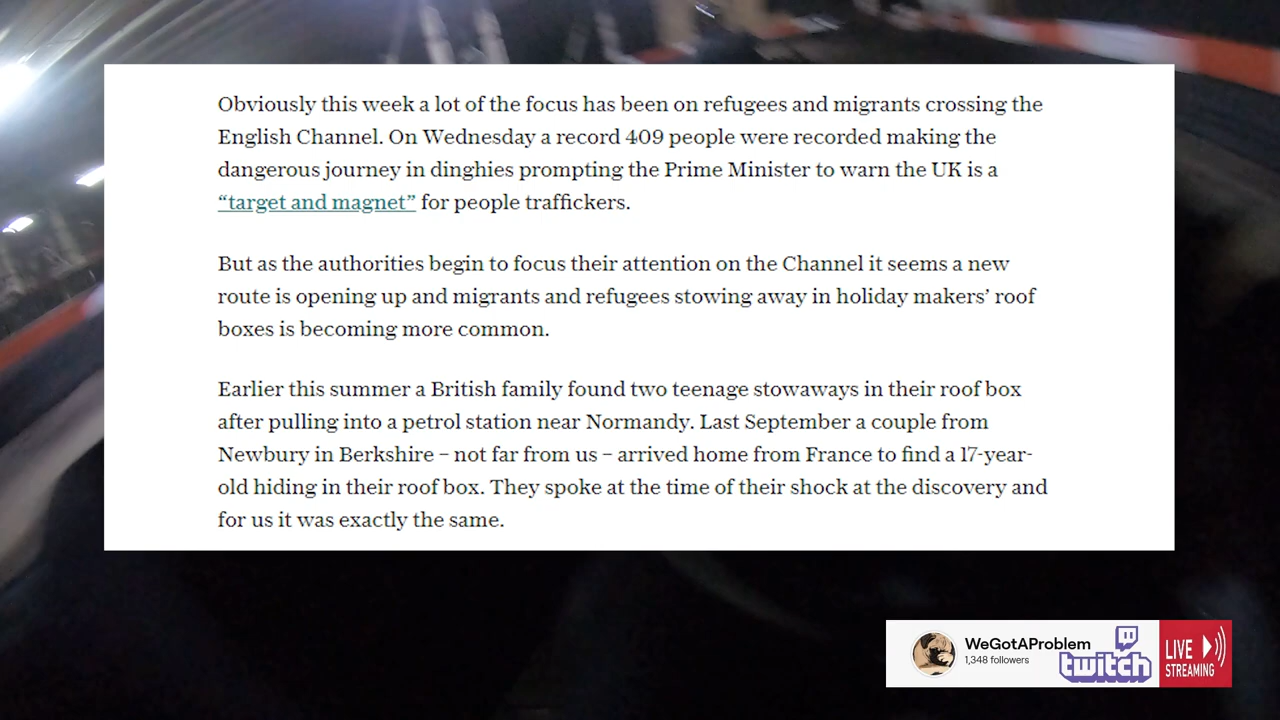 Obviously this week a lot of the focus has been on refugees and migrants crossing the
English Channel. On Wednesday a record 409 people were recorded making the
dangerous journey in dinghies prompting the Prime Minister to warn the UK is a
“target and magnet” for people traffickers.
But as the authorities begin to focus their attention on the Channel it seems a new
route is opening up and migrants and refugees stowing away in holiday makers’ roof
boxes is becoming more common.
Earlier this summer a British family found two teenage stowaways in their roof box
after pulling into a petrol station near Normandy. Last September a couple from
Newbury in Berkshire – not far from us – arrived home from France to find a 17-year-
old hiding in their roof box. They spoke at the time of their shock at the discovery and
for us it was exactly the same.
WeGotAProblem
1,348 followers
twitch
LIVE
STREAMING